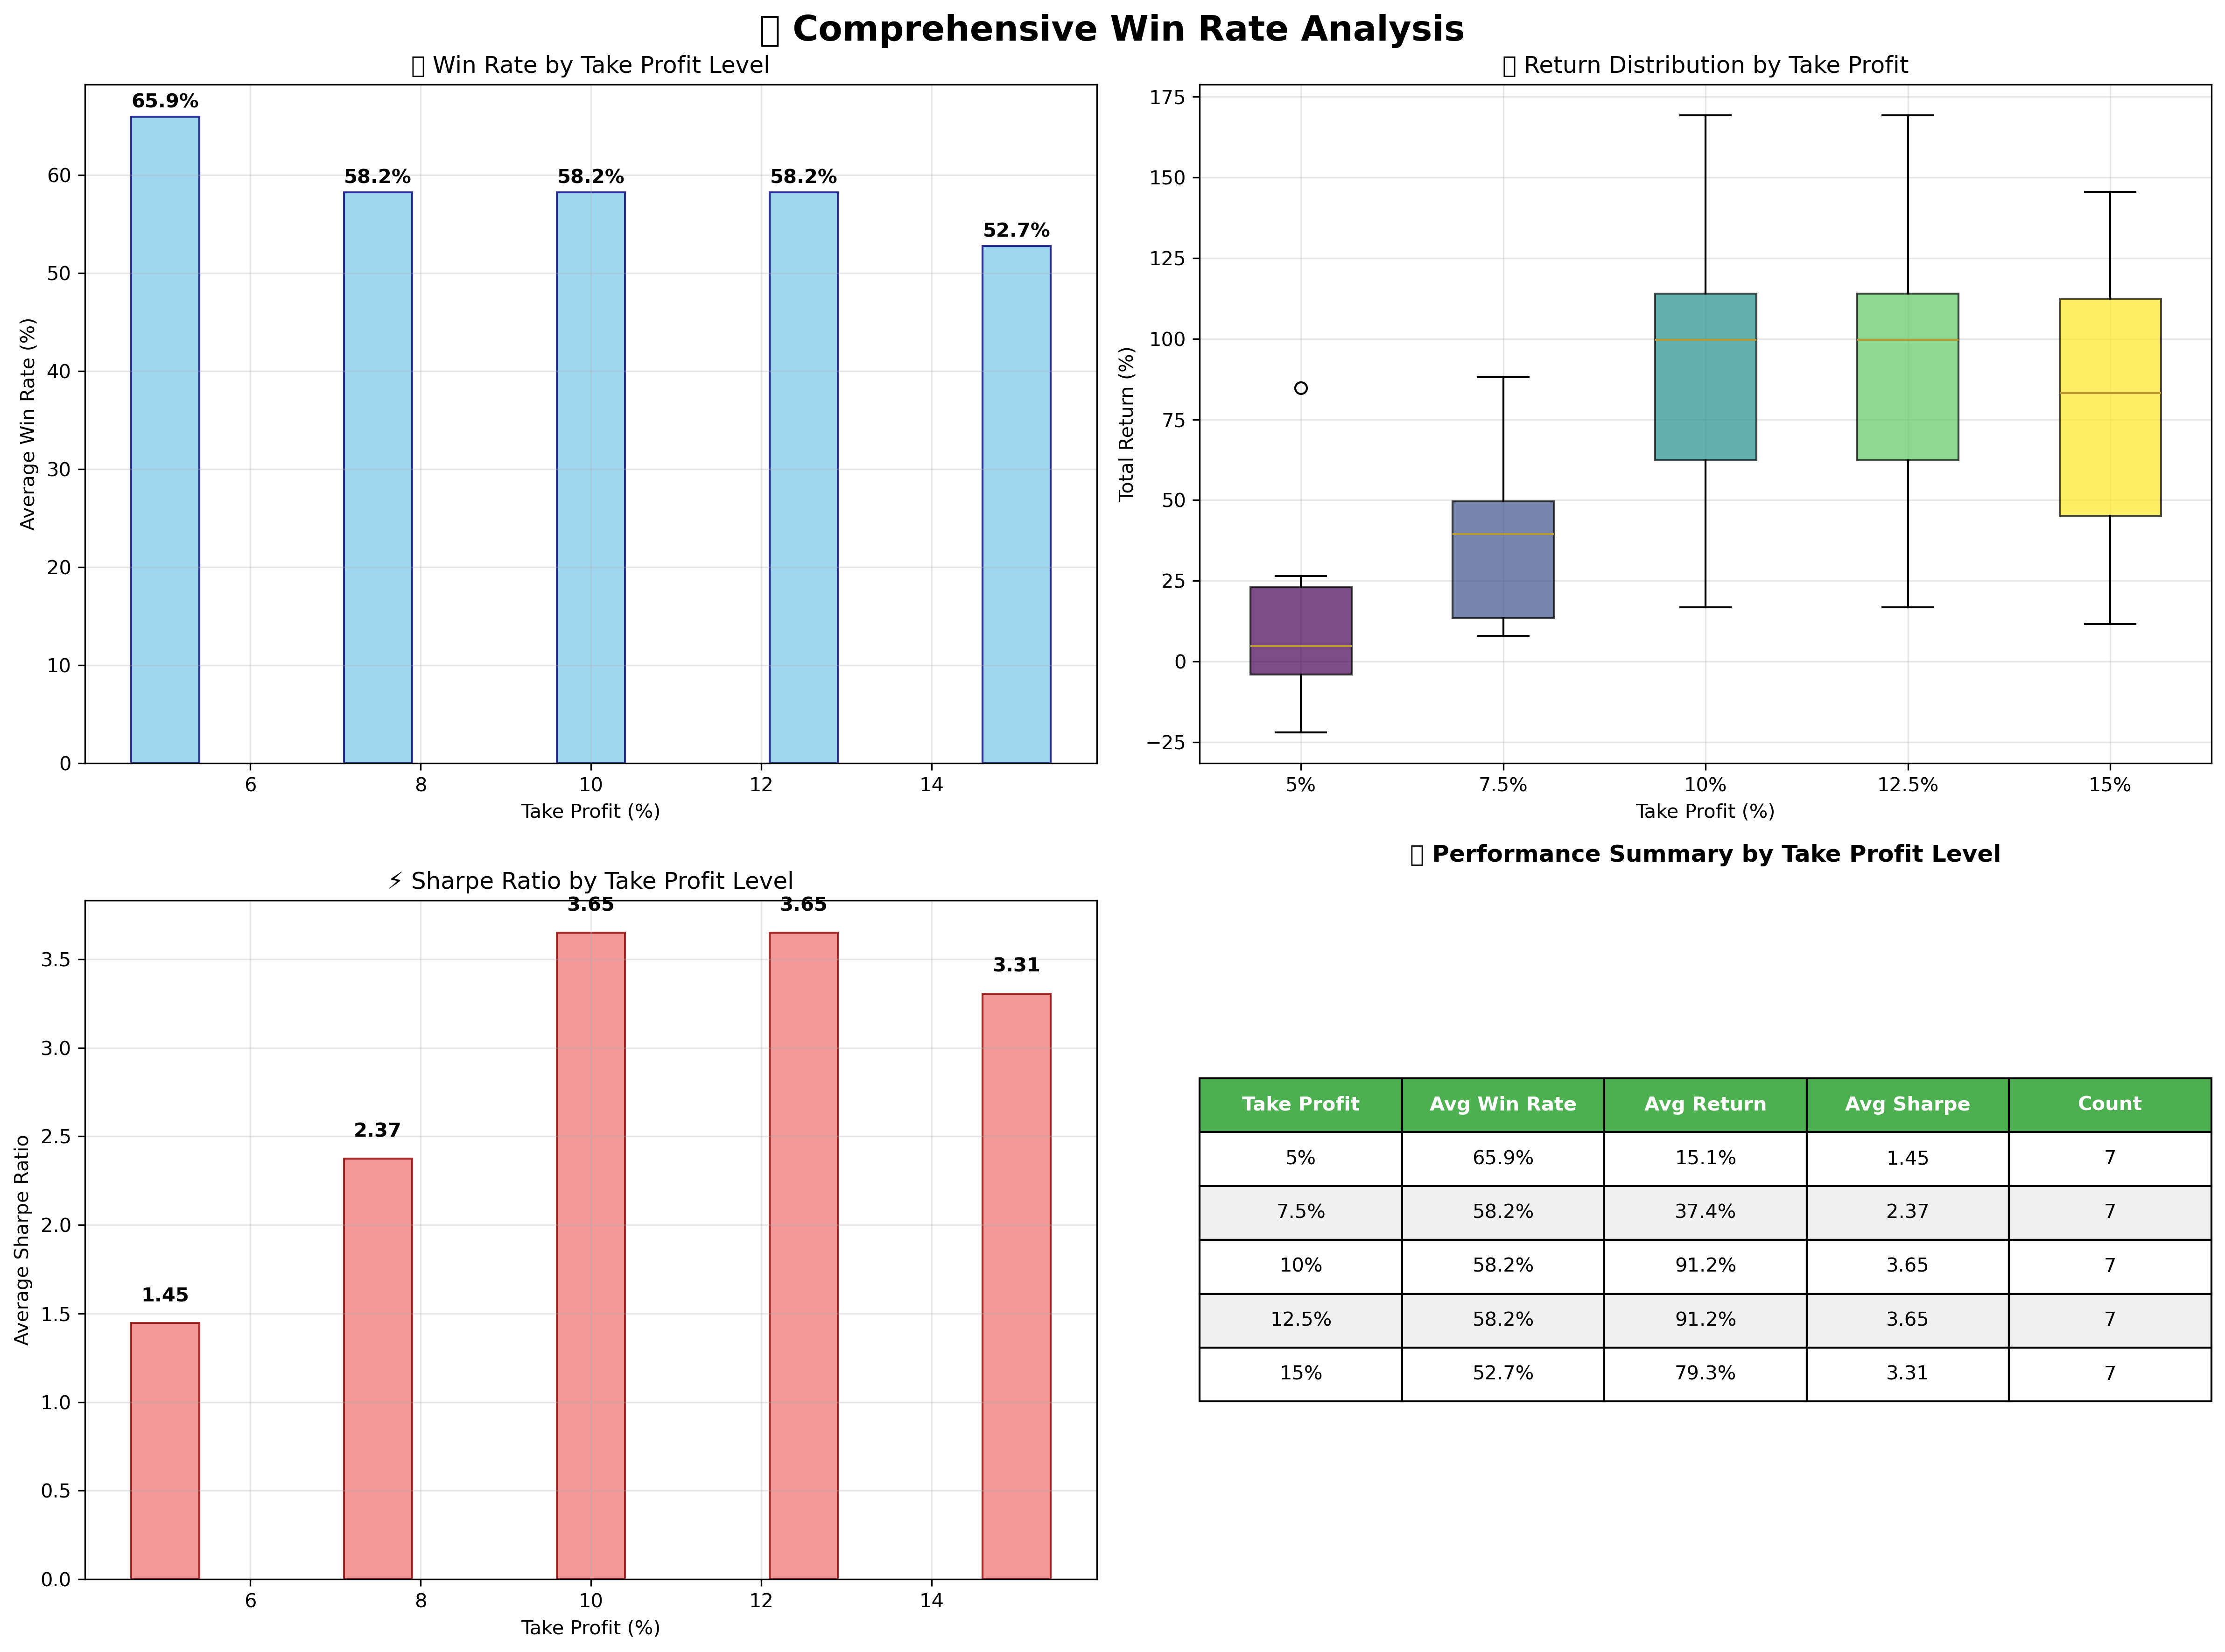 Comprehensive Win Rate Analysis
Win Rate by Take Profit Level
65.9%
58.2%
58.2%
58.2%
52.7%
60
50
40
30
20
10
0
Average Win Rate (%)
6 8 10 12 14
Take Profit (%)
Return Distribution by Take Profit
175
150
125
100
75
50
25
0
−25
Total Return (%)
5% 7.5% 10% 12.5% 15%
Take Profit (%)
⚡ Sharpe Ratio by Take Profit Level
3.65
3.65
3.31
2.37
1.45
3.5
3.0
2.5
2.0
1.5
1.0
0.5
0.0
Average Sharpe Ratio
6 8 10 12 14
Take Profit (%)
Performance Summary by Take Profit Level
Take Profit Avg Win Rate Avg Return Avg Sharpe Count
5% 65.9% 15.1% 1.45 7
7.5% 58.2% 37.4% 2.37 7
10% 58.2% 91.2% 3.65 7
12.5% 58.2% 91.2% 3.65 7
15% 52.7% 79.3% 3.31 7